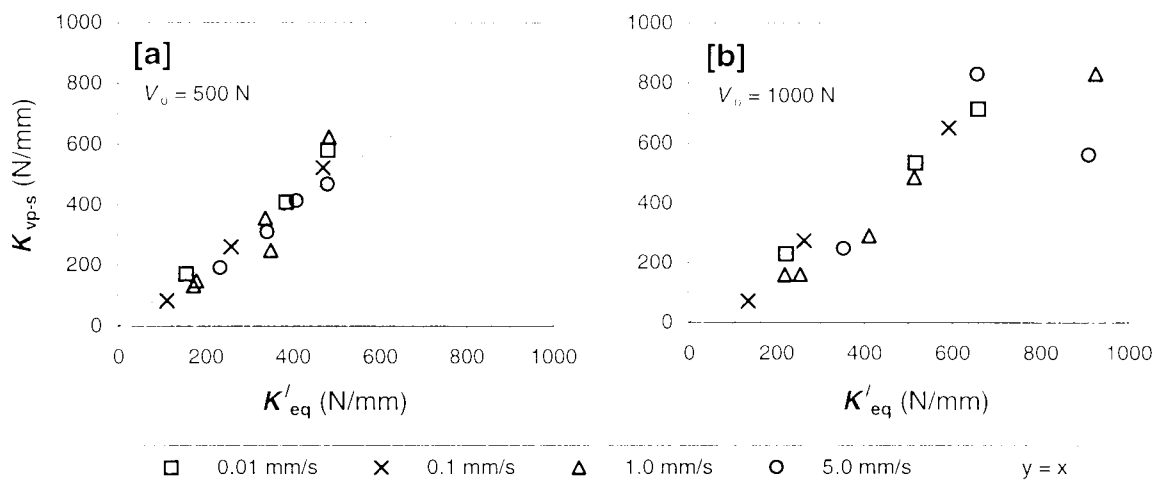 1000
[a]
V₀ = 500 N
800
600
400
200
0
K vp-s (N/mm)
0 200 400 600 800 1000
K′eq (N/mm)
1000
[b]
V₀ = 1000 N
800
600
400
200
0
0 200 400 600 800 1000
K′eq (N/mm)
0.01 mm/s 0.1 mm/s 1.0 mm/s 5.0 mm/s y = x